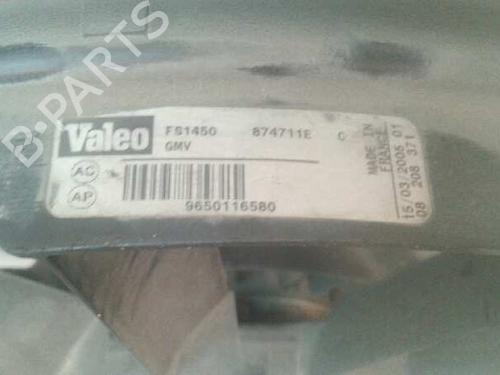 B-PARTS
Valeo FS1450 874711E C
GMV
AC
AP
9650116580
MADE IN
FRANCE
15/03/2005 01
08 208 371